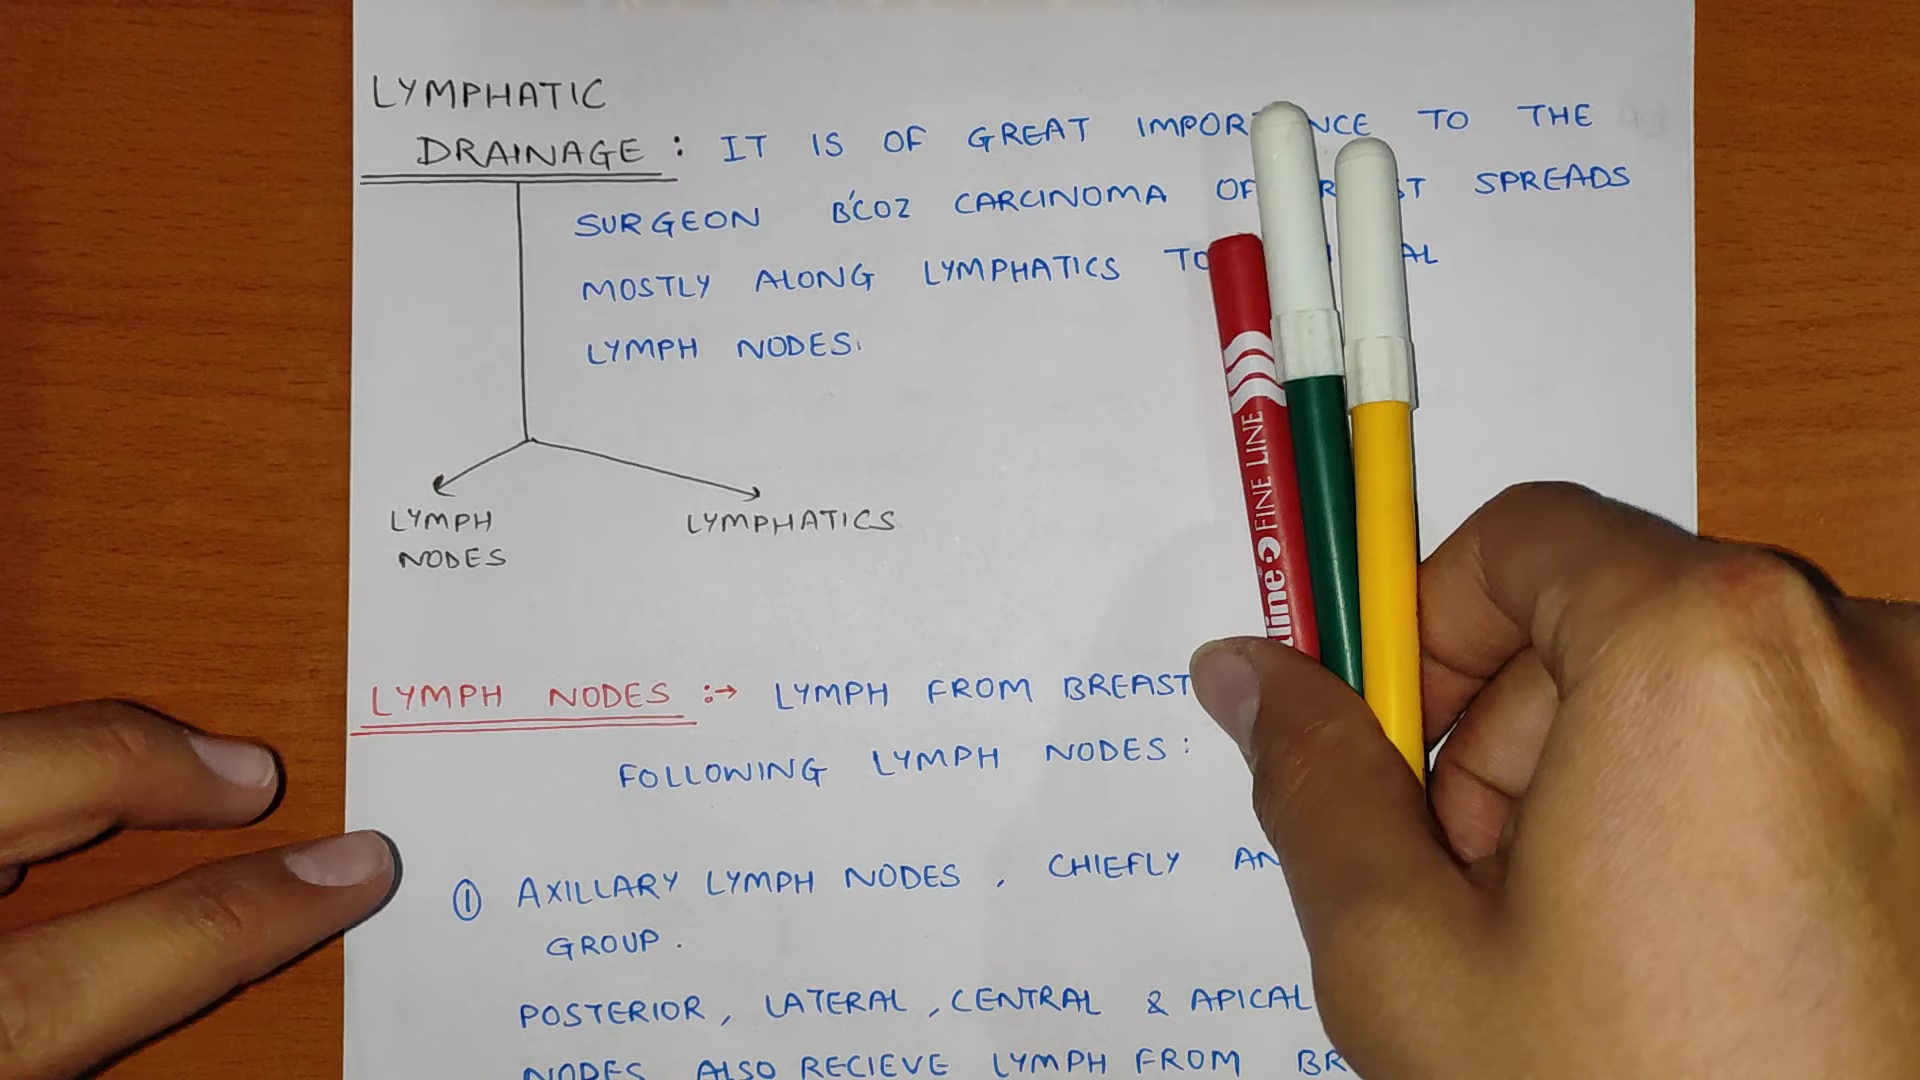 LYMPHATIC
DRAINAGE : IT IS OF GREAT IMPORTANCE TO THE
SURGEON B'COZ CARCINOMA OF SPREADS
MOSTLY ALONG LYMPHATICS TO
LYMPH NODES.
LYMPH
NODES
LYMPHATICS
LYMPH NODES :→ LYMPH FROM BREAST
FOLLOWING LYMPH NODES :
① AXILLARY LYMPH NODES , CHIEFLY
GROUP .
POSTERIOR , LATERAL , CENTRAL & APICAL
NODES ALSO RECIEVE LYMPH FROM
FINE LINE